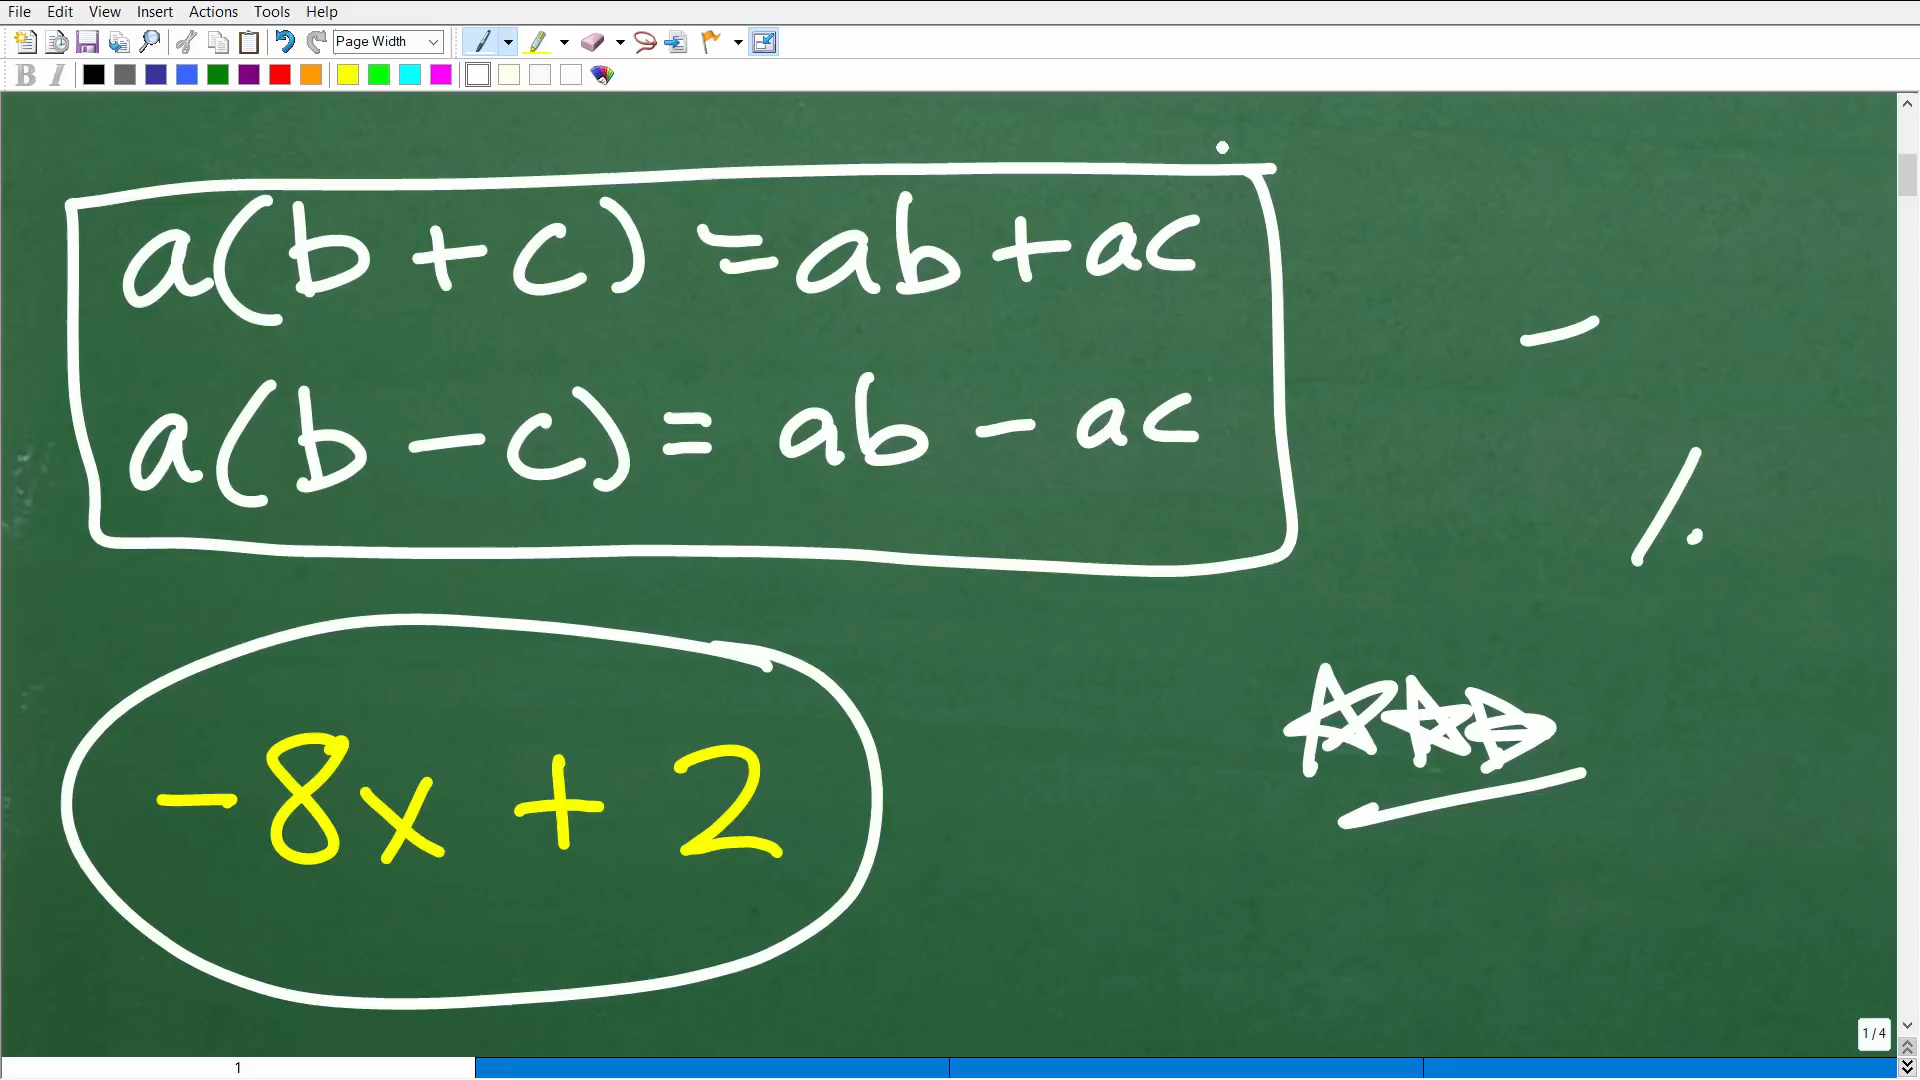 File Edit View Insert Actions Tools Help
Page Width
B I
a(b+c)=ab+ac
a(b-c)= ab-ac
-8x + 2
1/4
1